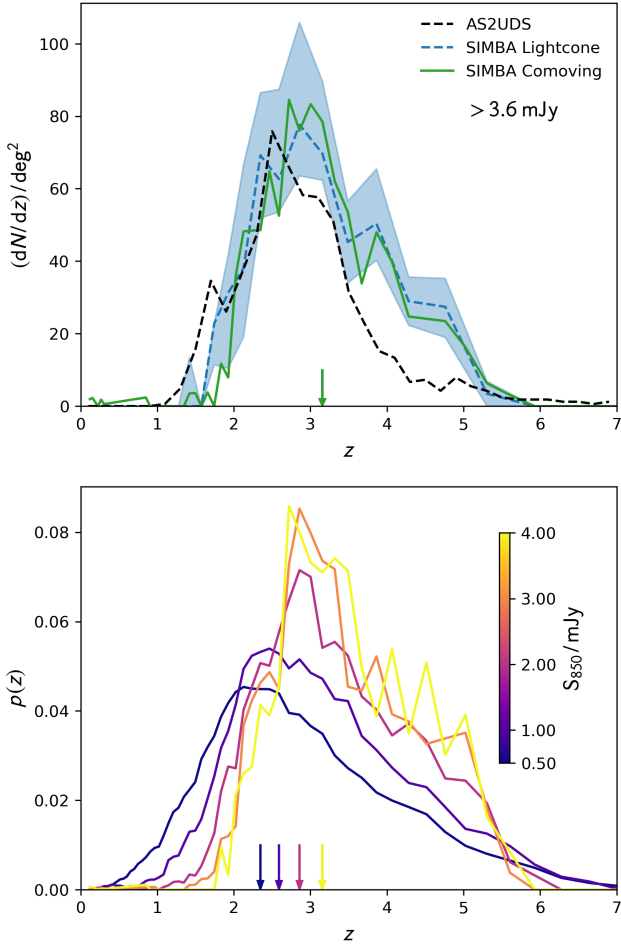 AS2UDS
SIMBA Lightcone
SIMBA Comoving
> 3.6 mJy
(dN/dz)/deg²
100
80
60
40
20
0
0 1 2 3 4 5 6 7
z
p(z)
0.08
0.06
0.04
0.02
0.00
4.00
3.00
2.00
1.00
0.50
S₈₅₀/mJy
0 1 2 3 4 5 6 7
z